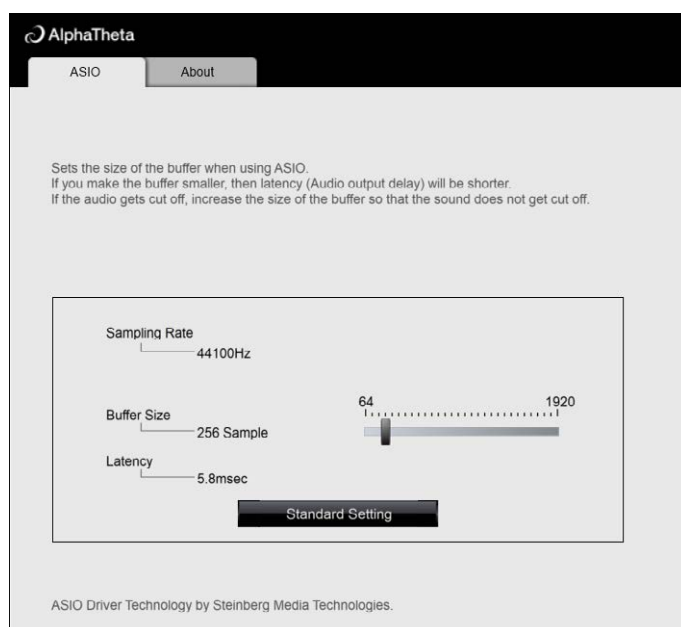 AlphaTheta
ASIO About
Sets the size of the buffer when using ASIO.
If you make the buffer smaller, then latency (Audio output delay) will be shorter.
If the audio gets cut off, increase the size of the buffer so that the sound does not get cut off.
Sampling Rate
44100Hz
64 1920
Buffer Size
256 Sample
Latency
5.8msec
Standard Setting
ASIO Driver Technology by Steinberg Media Technologies.